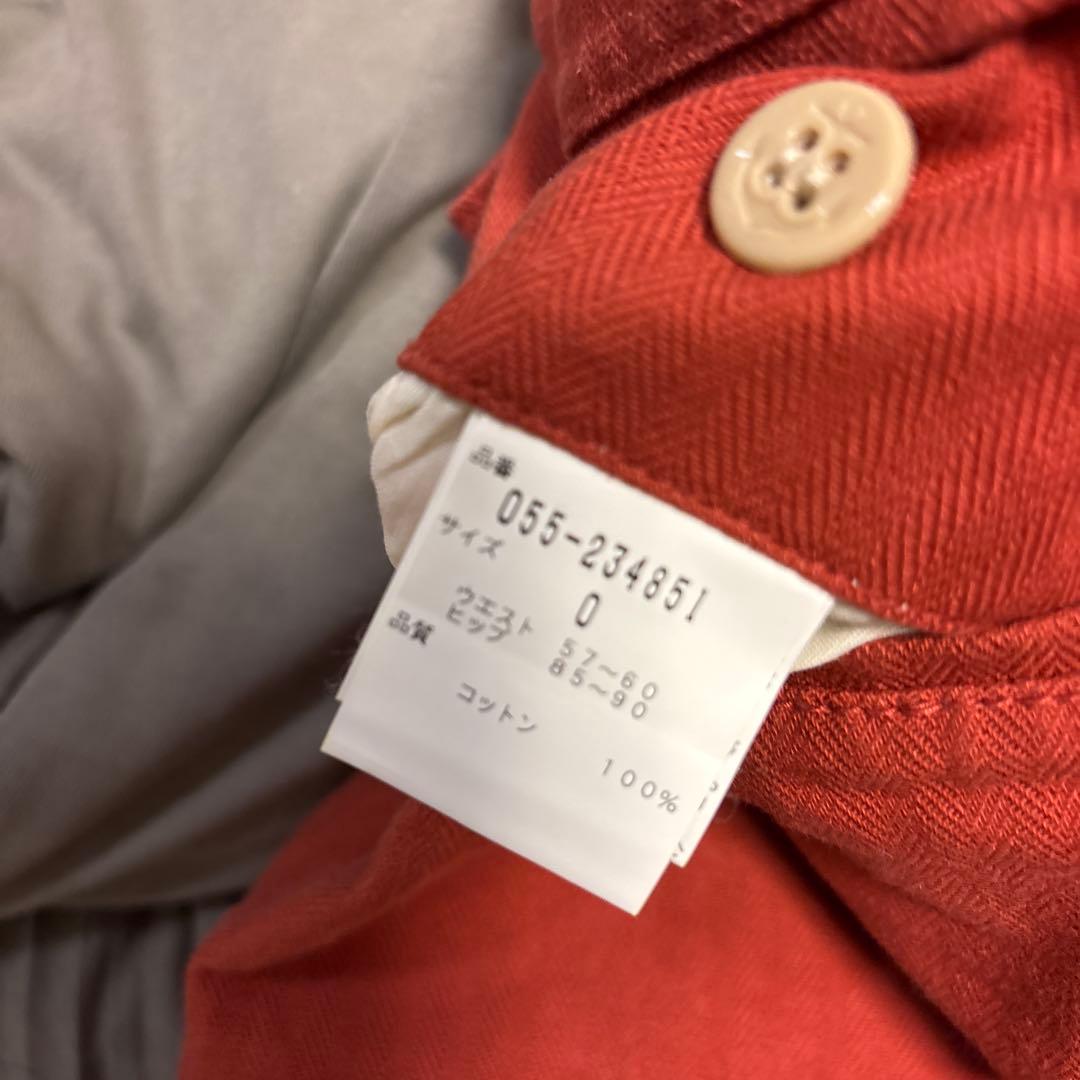 品番
055-234851
サイズ
0
ウエスト 57～60
ヒップ 85～90
品質
コットン
100%